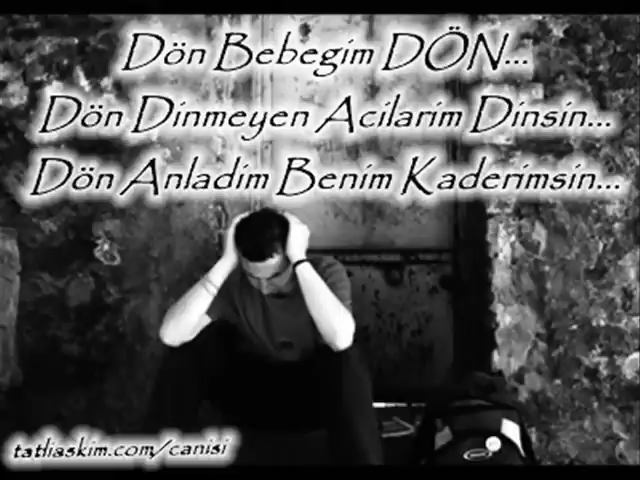 Dön Bebegim DÖN...
Dön Dinmeyen Acilarim Dinsin...
Dön Anladim Benim Kaderimsin...
tatliaskim.com/canisi